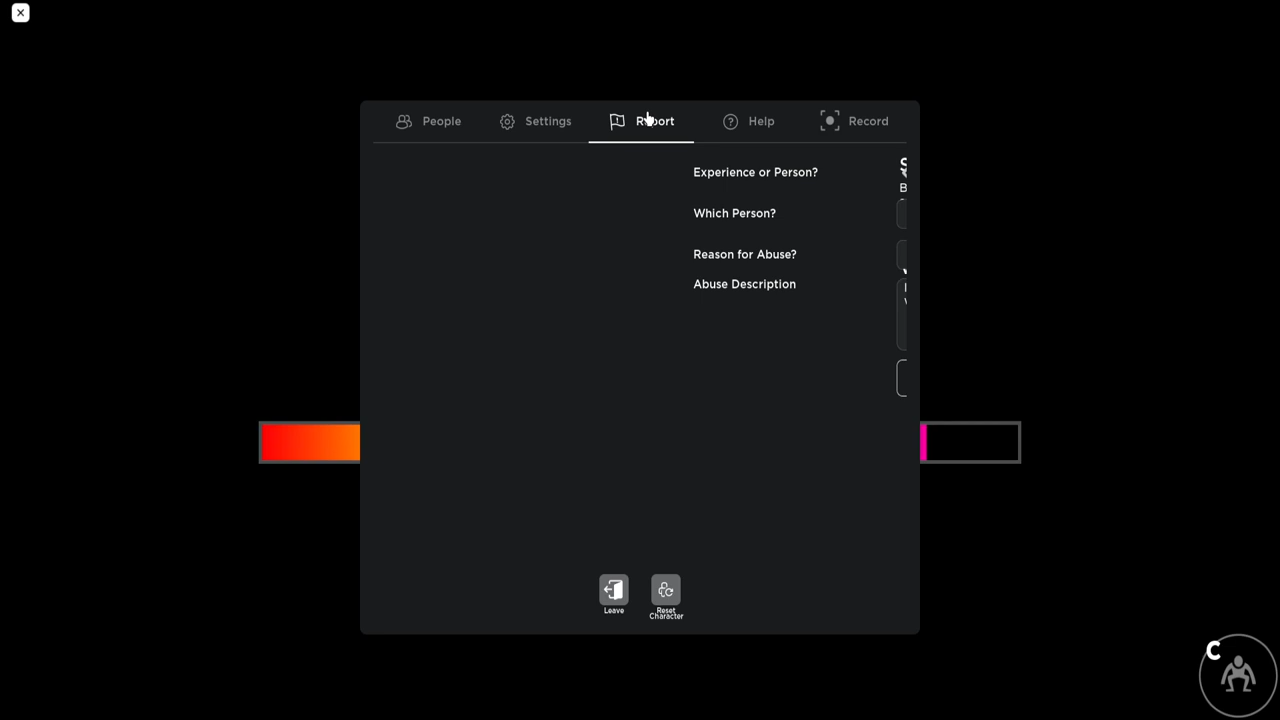 People
Settings
Report
Help
Record
Experience or Person?
B
Which Person?
Reason for Abuse?
Abuse Description
Leave
Reset
Character
C